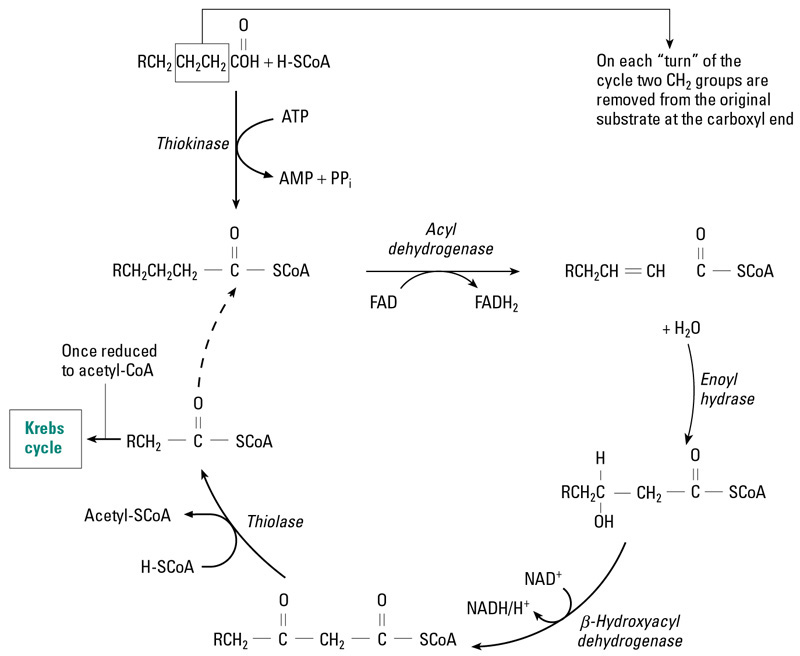 O
RCH2 CH2CH2 COH + H-SCoA
On each “turn” of the
cycle two CH2 groups are
removed from the original
substrate at the carboxyl end
ATP
Thiokinase
AMP + PPi
O
RCH2CH2CH2 — C — SCoA
Acyl
dehydrogenase
FAD
FADH2
O
RCH2CH = CH C — SCoA
+ H2O
Enoyl
hydrase
H O
RCH2C — CH2 — C — SCoA
OH
NAD+
NADH/H+
β-Hydroxyacyl
dehydrogenase
O O
RCH2 — C — CH2 — C — SCoA
Thiolase
Acetyl-SCoA
H-SCoA
O
RCH2 — C — SCoA
Once reduced
to acetyl-CoA
Krebs
cycle